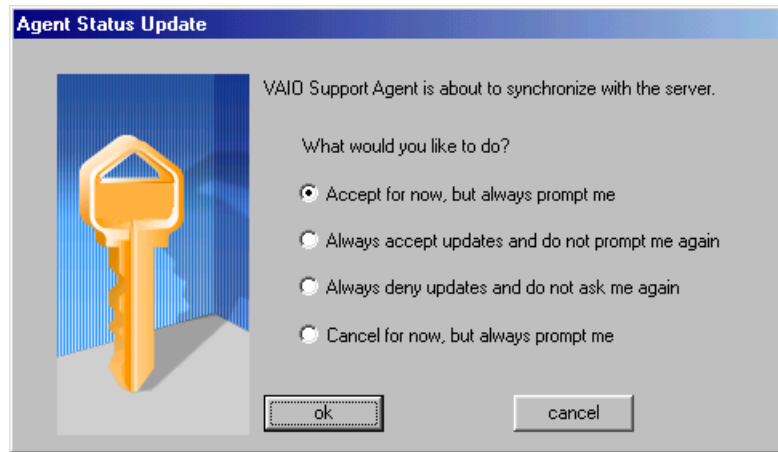 Agent Status Update
VAIO Support Agent is about to synchronize with the server.
What would you like to do?
Accept for now, but always prompt me
Always accept updates and do not prompt me again
Always deny updates and do not ask me again
Cancel for now, but always prompt me
ok
cancel